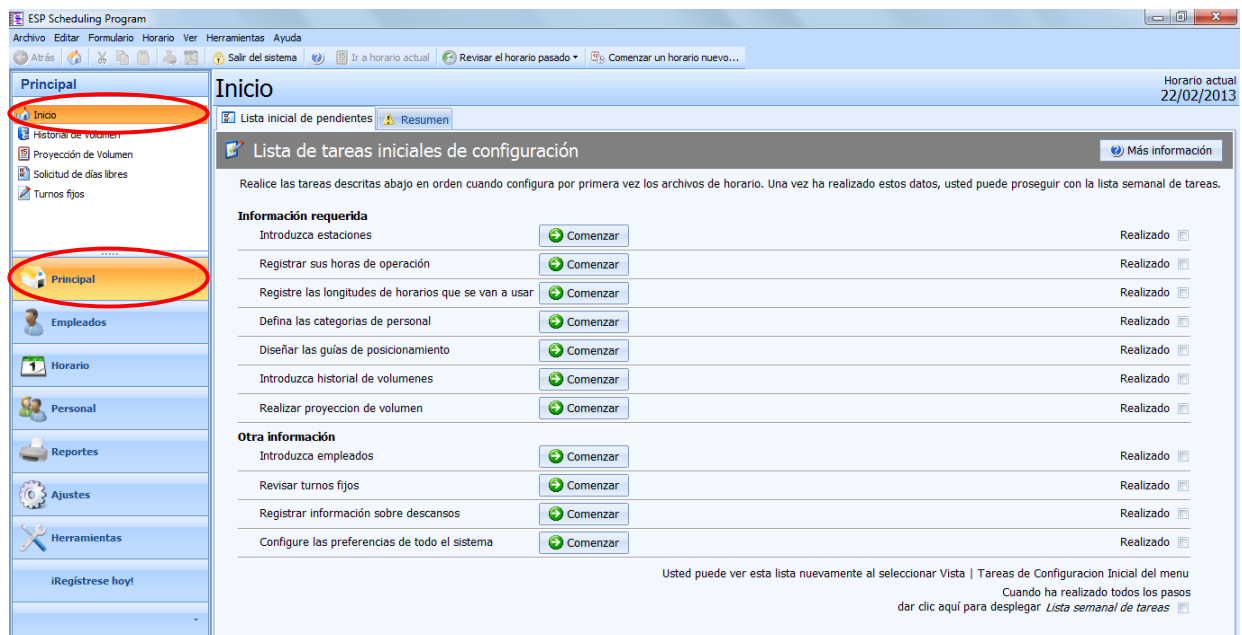 ESP Scheduling Program
Archivo Editar Formulario Horario Ver Herramientas Ayuda
Atrás Salir del sistema Ir a horario actual Revisar el horario pasado Comenzar un horario nuevo...
Principal
Inicio
Historial de Volumen
Proyección de Volumen
Solicitud de días libres
Turnos fijos
Principal
Empleados
Horario
Personal
Reportes
Ajustes
Herramientas
¡Regístrese hoy!
Inicio
Horario actual
22/02/2013
Lista inicial de pendientes Resumen
Lista de tareas iniciales de configuración Más información
Realice las tareas descritas abajo en orden cuando configura por primera vez los archivos de horario. Una vez ha realizado estos datos, usted puede proseguir con la lista semanal de tareas.
Información requerida
Introduzca estaciones Comenzar Realizado
Registrar sus horas de operación Comenzar Realizado
Registre las longitudes de horarios que se van a usar Comenzar Realizado
Defina las categorias de personal Comenzar Realizado
Diseñar las guías de posicionamiento Comenzar Realizado
Introduzca historial de volumenes Comenzar Realizado
Realizar proyeccion de volumen Comenzar Realizado
Otra información
Introduzca empleados Comenzar Realizado
Revisar turnos fijos Comenzar Realizado
Registrar información sobre descansos Comenzar Realizado
Configure las preferencias de todo el sistema Comenzar Realizado
Usted puede ver esta lista nuevamente al seleccionar Vista | Tareas de Configuracion Inicial del menu
Cuando ha realizado todos los pasos
dar clic aquí para desplegar Lista semanal de tareas